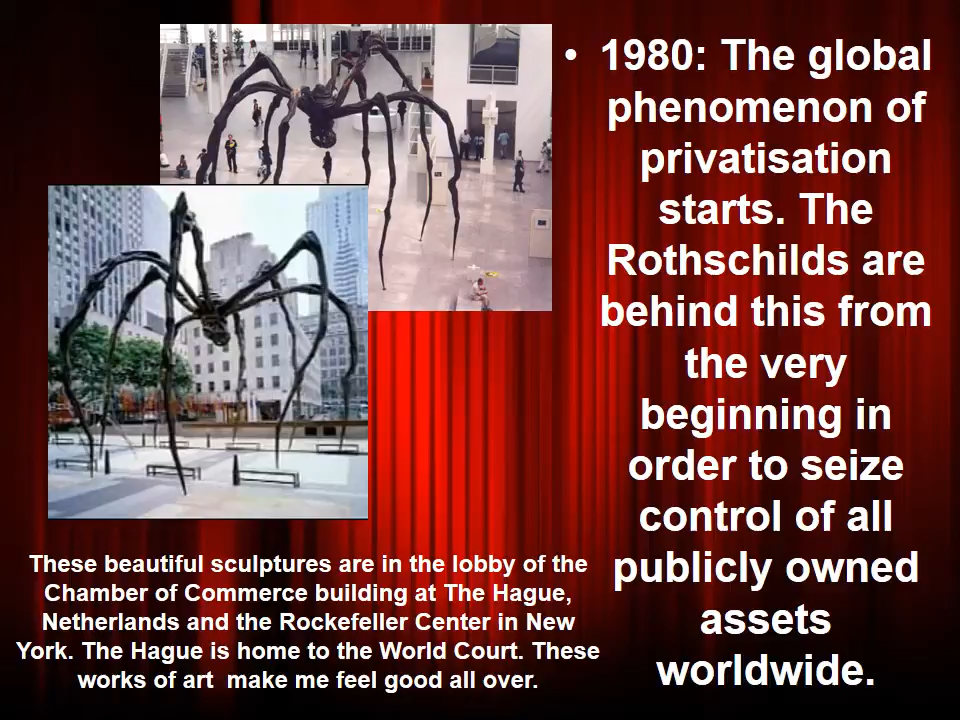 • 1980: The global
phenomenon of
privatisation
starts. The
Rothschilds are
behind this from
the very
beginning in
order to seize
control of all
publicly owned
assets
worldwide.
These beautiful sculptures are in the lobby of the
Chamber of Commerce building at The Hague,
Netherlands and the Rockefeller Center in New
York. The Hague is home to the World Court. These
works of art  make me feel good all over.